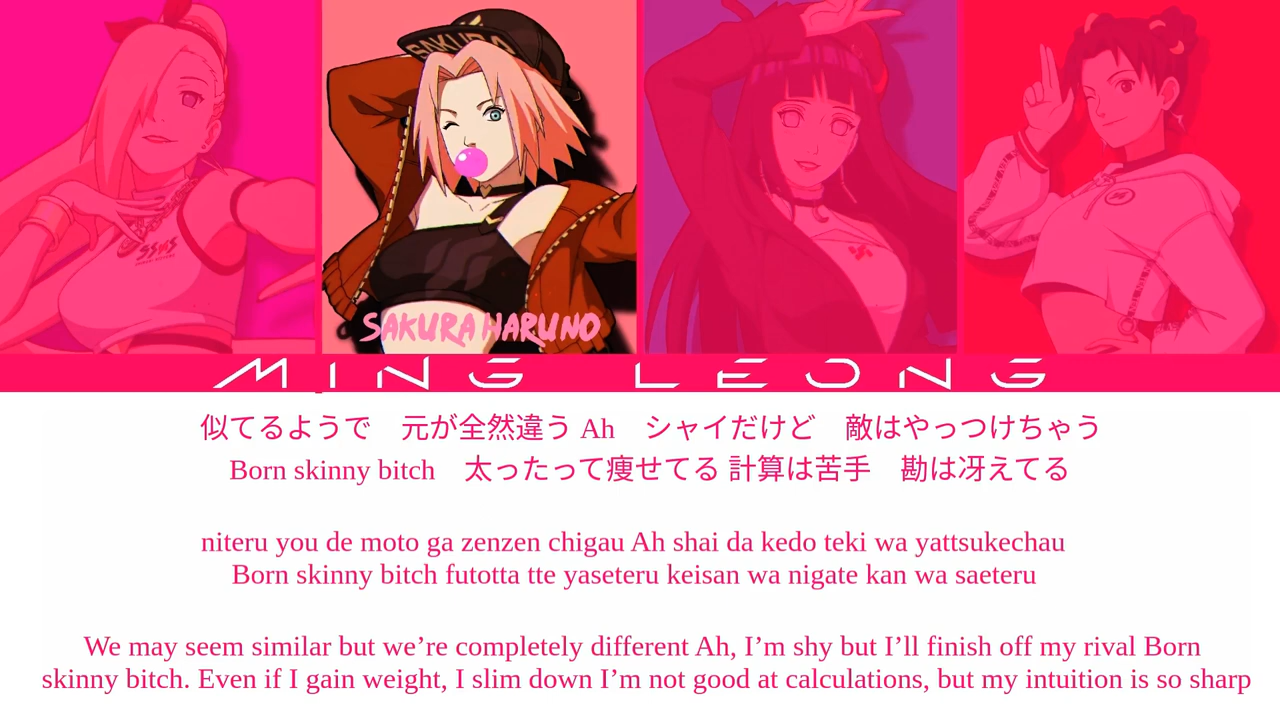 SAKURA
SSMS
SAKURA HARUNO
MING LEONG
似てるようで　元が全然違う Ah　シャイだけど　敵はやっつけちゃう
Born skinny bitch　太ったって痩せてる 計算は苦手　勘は冴えてる
niteru you de moto ga zenzen chigau Ah shai da kedo teki wa yattsukechau
Born skinny bitch futotta tte yaseteru keisan wa nigate kan wa saeteru
We may seem similar but we’re completely different Ah, I’m shy but I’ll finish off my rival Born
skinny bitch. Even if I gain weight, I slim down I’m not good at calculations, but my intuition is so sharp